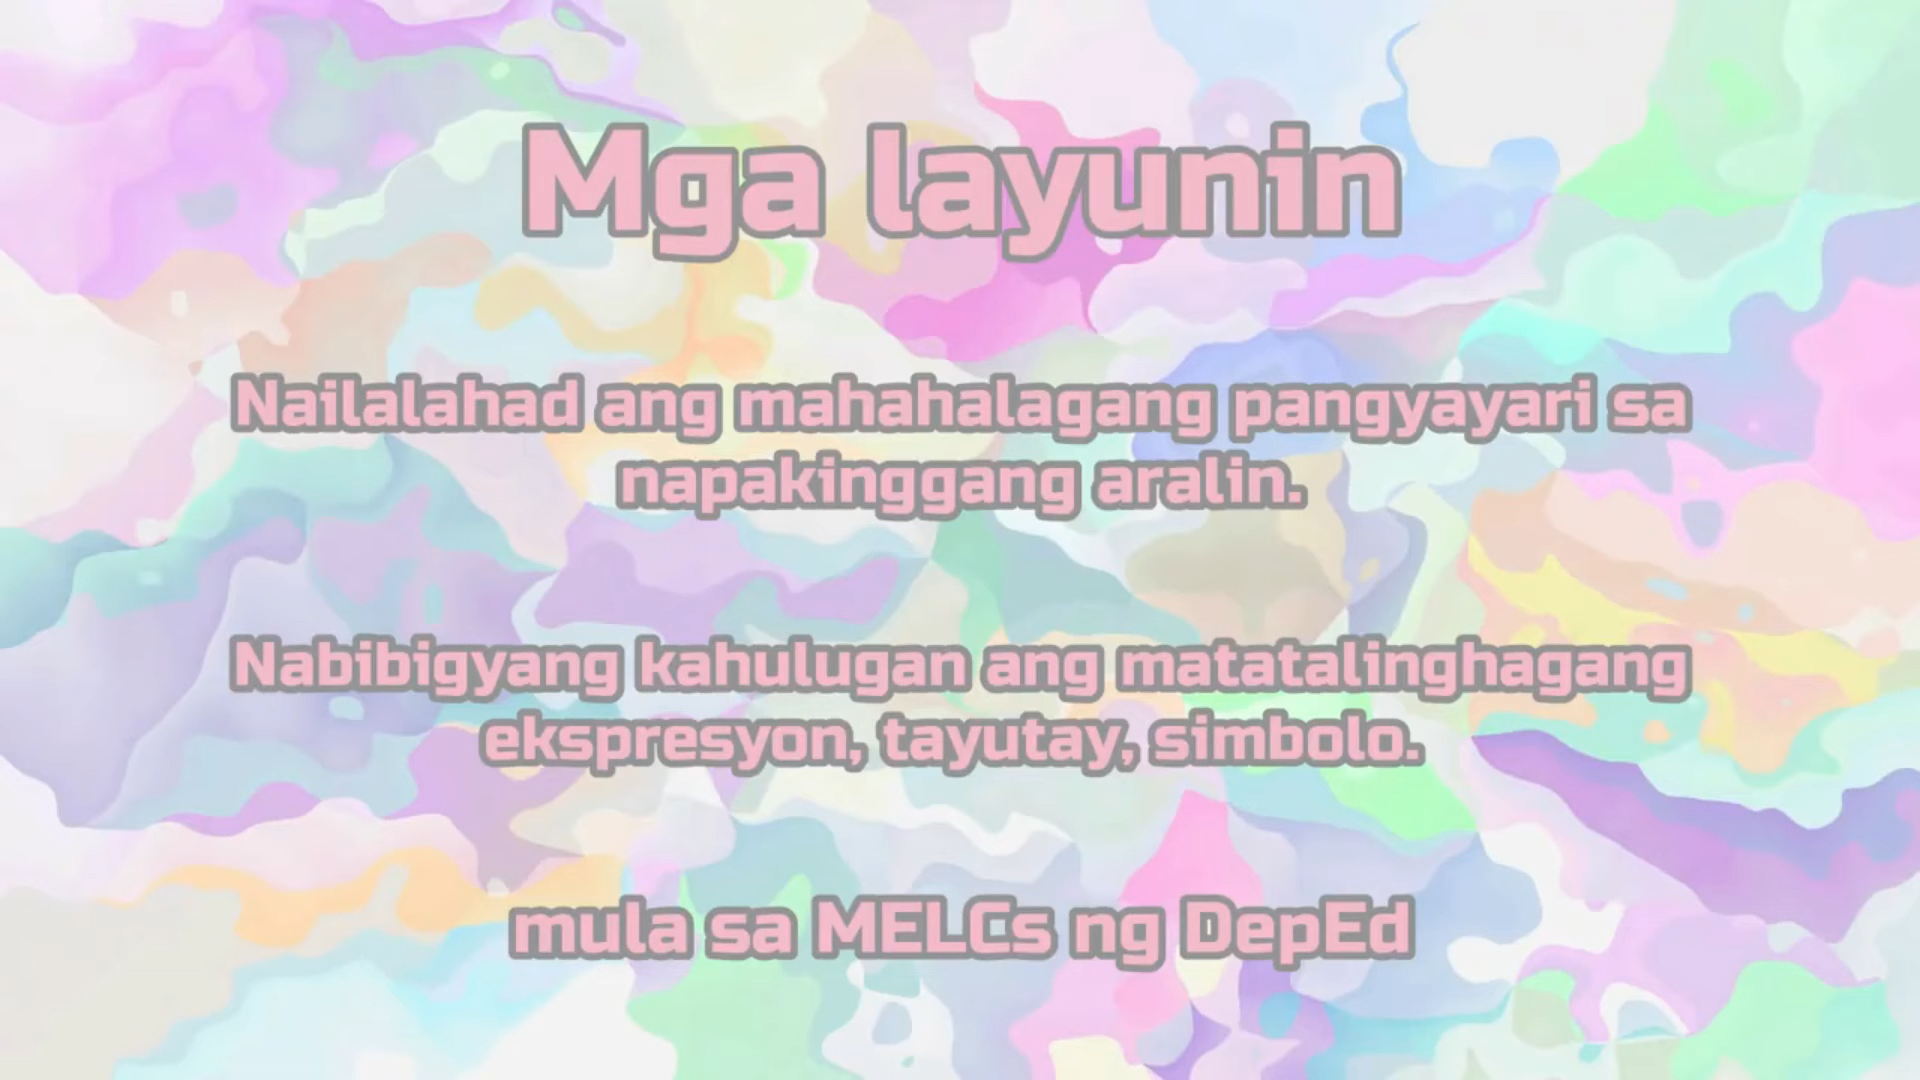 Mga layunin
Nailalahad ang mahahalagang pangyayari sa
napakinggang aralin.
Nabibigyang kahulugan ang matatalinghagang
ekspresyon, tayutay, simbolo.
mula sa MELCs ng DepEd